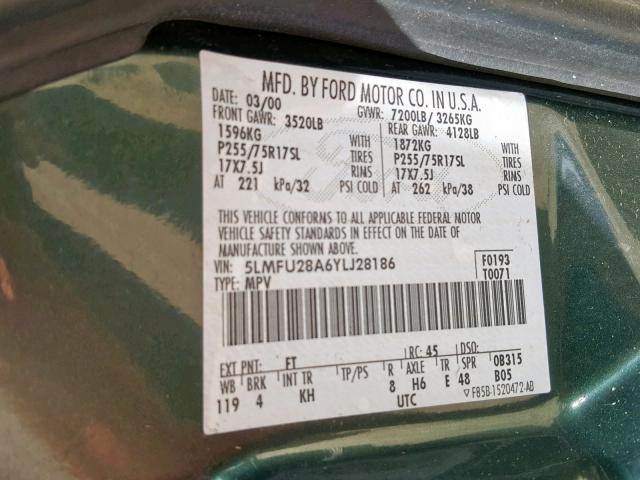 MFD. BY FORD MOTOR CO. IN U.S.A.
DATE: 03/00 GVWR: 7200LB/ 3265KG
FRONT GAWR: 3520LB REAR GAWR: 4128LB
1596KG WITH 1872KG WITH
P255/75R17SL TIRES P255/75R17SL TIRES
17X7.5J RIMS 17X7.5J RIMS
AT 221 kPa/32 PSI COLD AT 262 kPa/38 PSI COLD
THIS VEHICLE CONFORMS TO ALL APPLICABLE FEDERAL MOTOR
VEHICLE SAFETY STANDARDS IN EFFECT ON THE DATE OF
MANUFACTURE SHOWN ABOVE.
VIN: 5LMFU28A6YLJ28186 F0193
TYPE: MPV T0071
EXT PNT: FT RC: 45 DSO:
WB BRK INT TR TP/PS R AXLE TR SPR 0B315
119 4 KH 8 H6 E 48 B05
UTC ▽F85B-1520472-AB